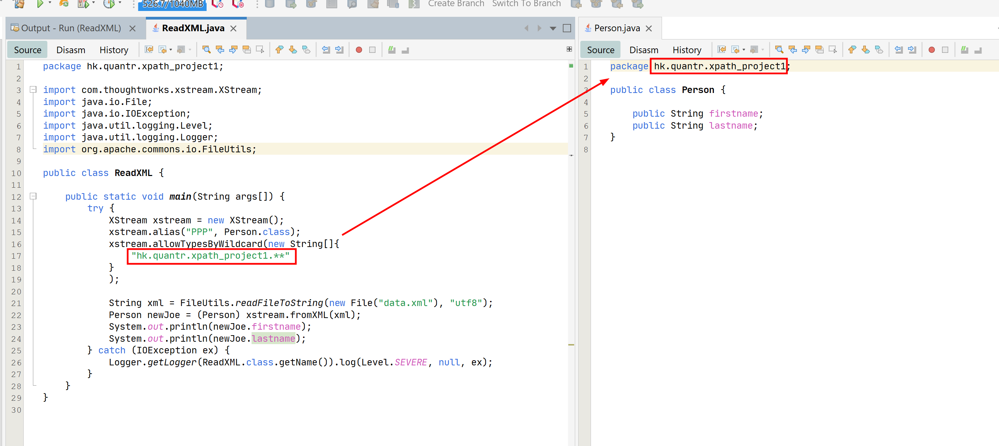 526.7/1040MB
Create Branch Switch To Branch
Output - Run (ReadXML)
ReadXML.java
Source Disasm History
1 package hk.quantr.xpath_project1;
2
3 import com.thoughtworks.xstream.XStream;
4 import java.io.File;
5 import java.io.IOException;
6 import java.util.logging.Level;
7 import java.util.logging.Logger;
8 import org.apache.commons.io.FileUtils;
9
10 public class ReadXML {
11
12 public static void main(String args[]) {
13 try {
14 XStream xstream = new XStream();
15 xstream.alias("PPP", Person.class);
16 xstream.allowTypesByWildcard(new String[]{
17 "hk.quantr.xpath_project1.**"
18 }
19 );
20
21 String xml = FileUtils.readFileToString(new File("data.xml"), "utf8");
22 Person newJoe = (Person) xstream.fromXML(xml);
23 System.out.println(newJoe.firstname);
24 System.out.println(newJoe.lastname);
25 } catch (IOException ex) {
26 Logger.getLogger(ReadXML.class.getName()).log(Level.SEVERE, null, ex);
27 }
28 }
29 }
30
Person.java
Source Disasm History
1 package hk.quantr.xpath_project1;
2
3 public class Person {
4
5 public String firstname;
6 public String lastname;
7 }
8